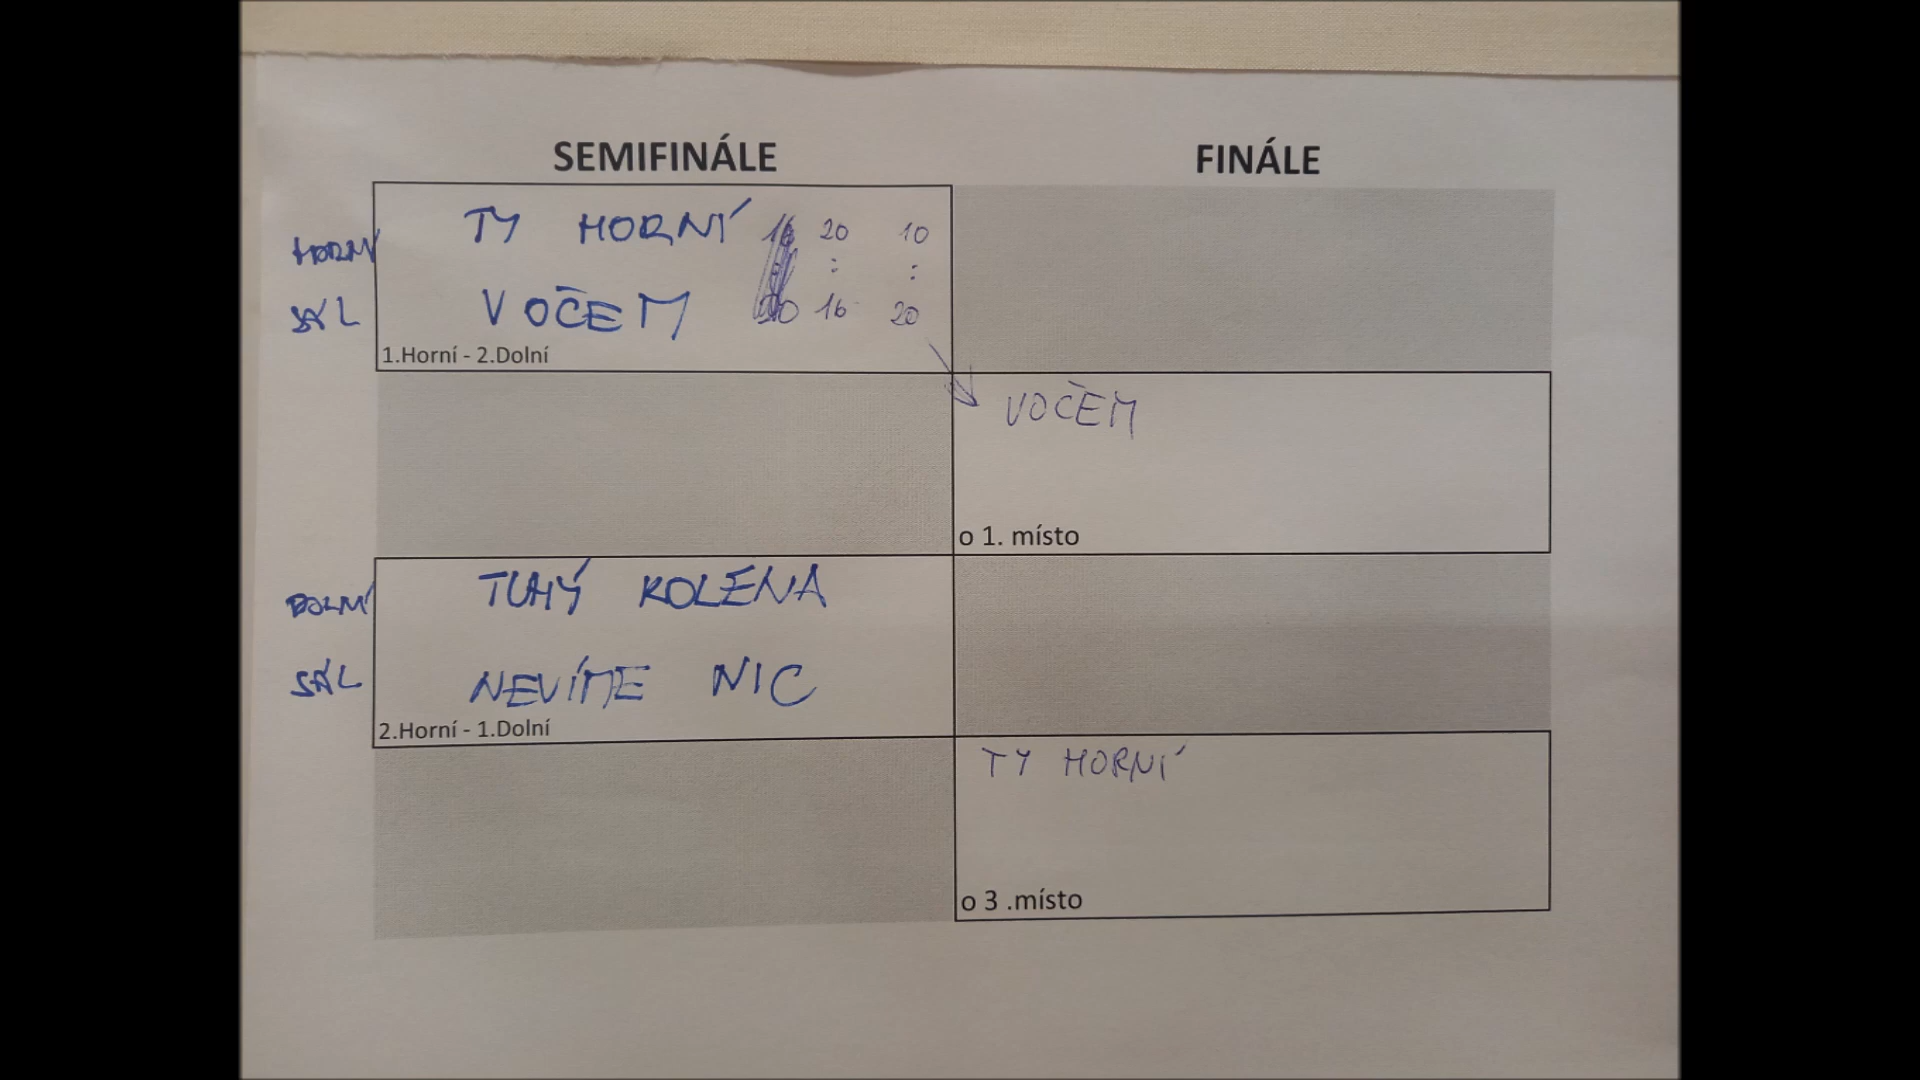 SEMIFINÁLE
FINÁLE
HORNÍ
SÁL
TY HORNÍ 20 10
: :
VOČEM 16 20
1.Horní - 2.Dolní
VOČEM
o 1. místo
DOLNÍ
SÁL
TUHÝ KOLENA
NEVÍME NIC
2.Horní - 1.Dolní
TY HORNÍ
o 3 .místo